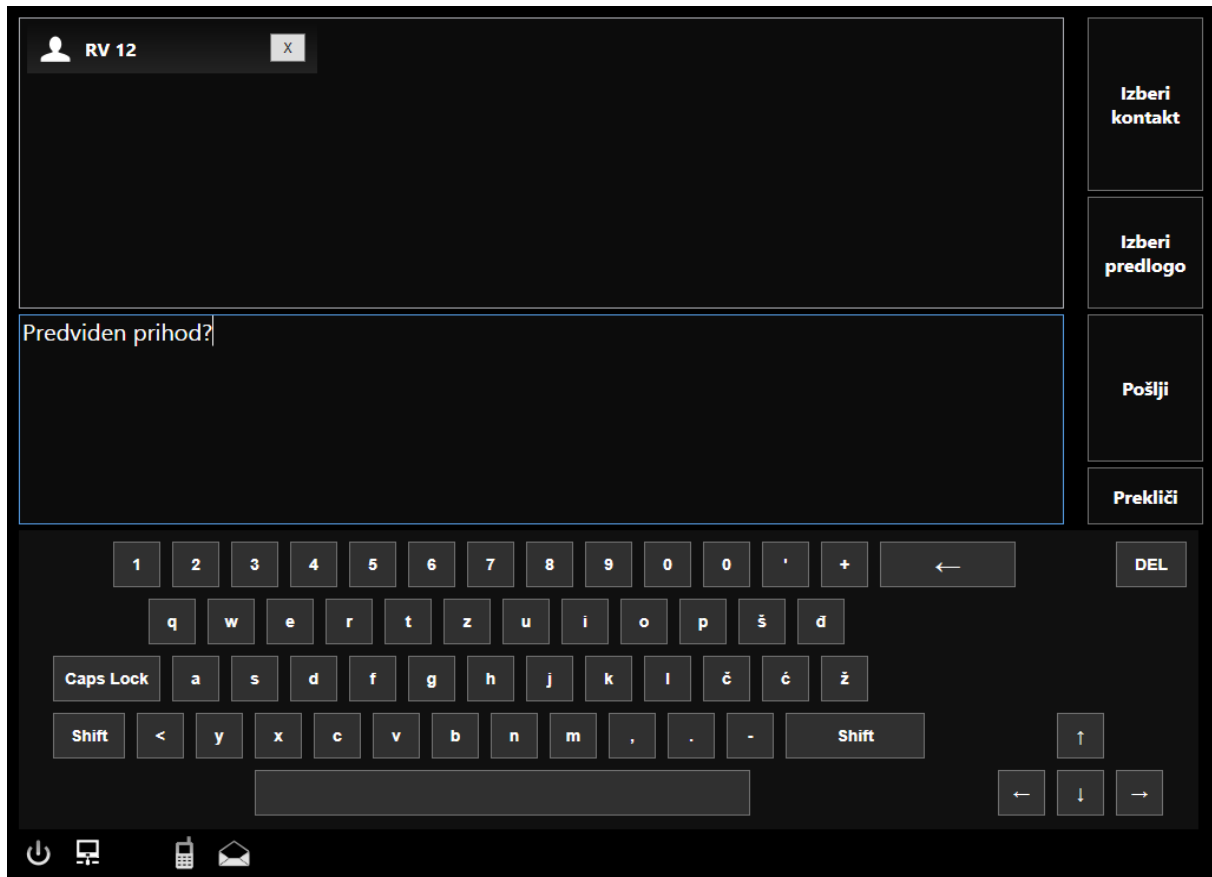 RV 12 X
Izberi
kontakt
Izberi
predlogo
Predviden prihod?
Pošlji
Prekliči
1 2 3 4 5 6 7 8 9 0 0 ' + ← DEL
q w e r t z u i o p š đ
Caps Lock a s d f g h j k l č ć ž
Shift < y x c v b n m , . - Shift ↑
← ↓ →